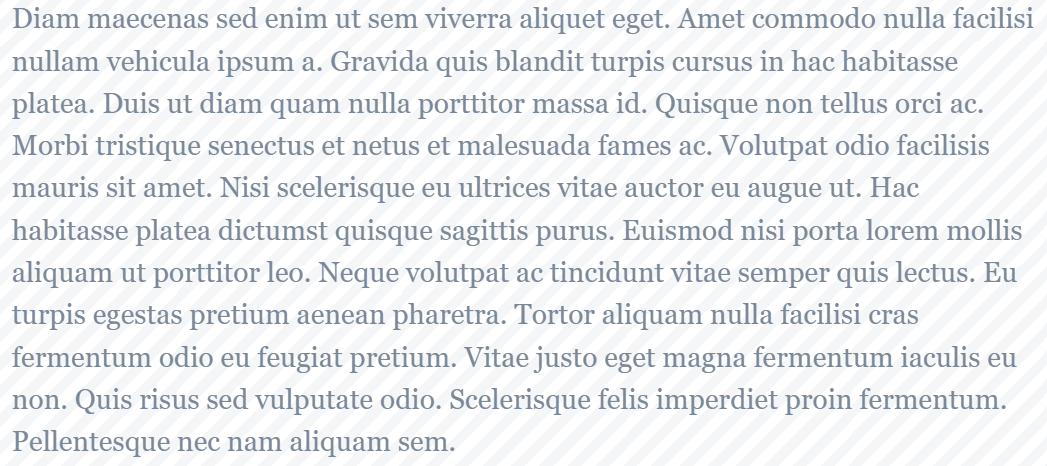 Diam maecenas sed enim ut sem viverra aliquet eget. Amet commodo nulla facilisi
nullam vehicula ipsum a. Gravida quis blandit turpis cursus in hac habitasse
platea. Duis ut diam quam nulla porttitor massa id. Quisque non tellus orci ac.
Morbi tristique senectus et netus et malesuada fames ac. Volutpat odio facilisis
mauris sit amet. Nisi scelerisque eu ultrices vitae auctor eu augue ut. Hac
habitasse platea dictumst quisque sagittis purus. Euismod nisi porta lorem mollis
aliquam ut porttitor leo. Neque volutpat ac tincidunt vitae semper quis lectus. Eu
turpis egestas pretium aenean pharetra. Tortor aliquam nulla facilisi cras
fermentum odio eu feugiat pretium. Vitae justo eget magna fermentum iaculis eu
non. Quis risus sed vulputate odio. Scelerisque felis imperdiet proin fermentum.
Pellentesque nec nam aliquam sem.